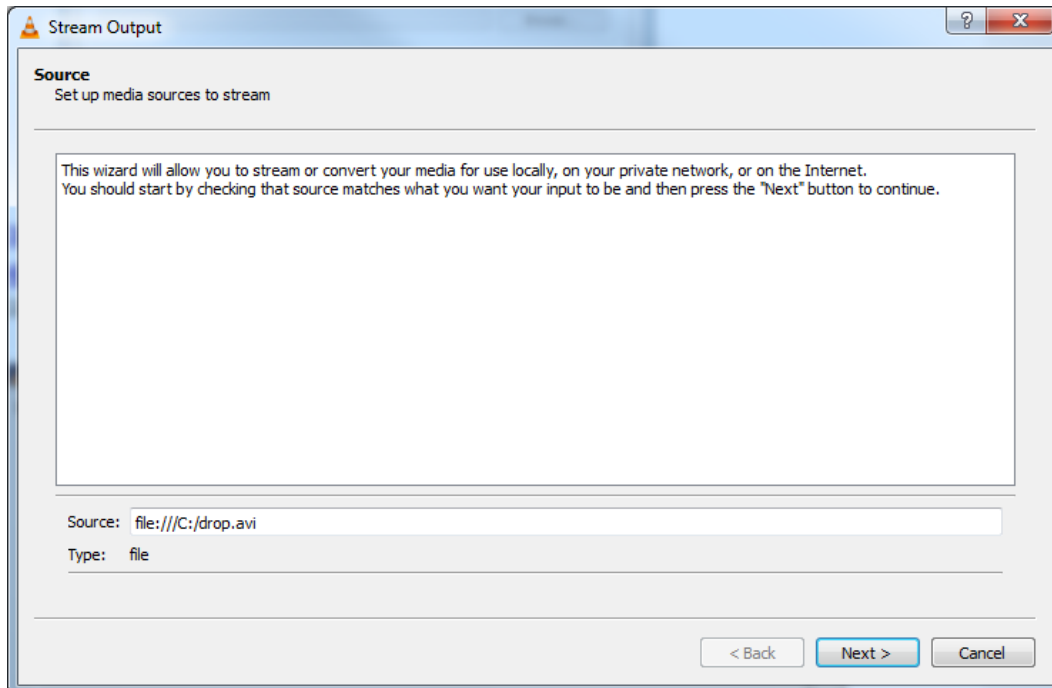 Stream Output
Source
Set up media sources to stream
This wizard will allow you to stream or convert your media for use locally, on your private network, or on the Internet.
You should start by checking that source matches what you want your input to be and then press the "Next" button to continue.
Source: file:///C:/drop.avi
Type: file
< Back Next > Cancel